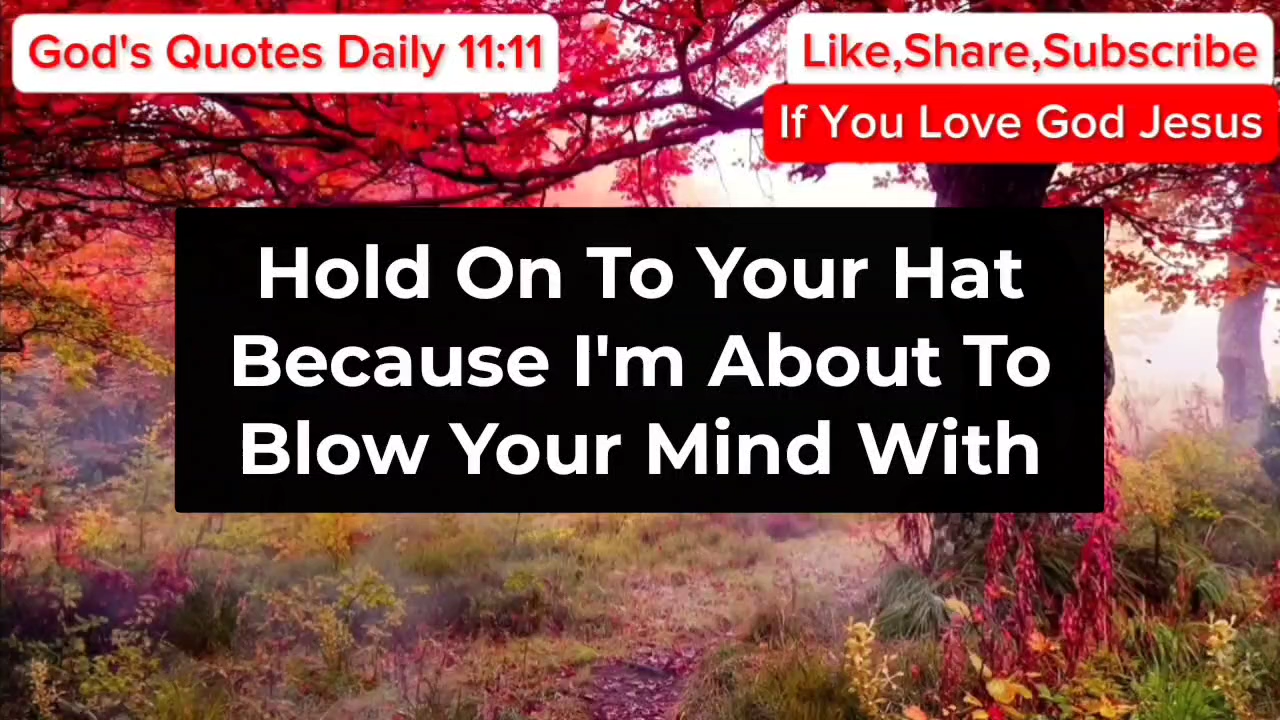 God's Quotes Daily 11:11
Like,Share,Subscribe
If You Love God Jesus
Hold On To Your Hat
Because I'm About To
Blow Your Mind With